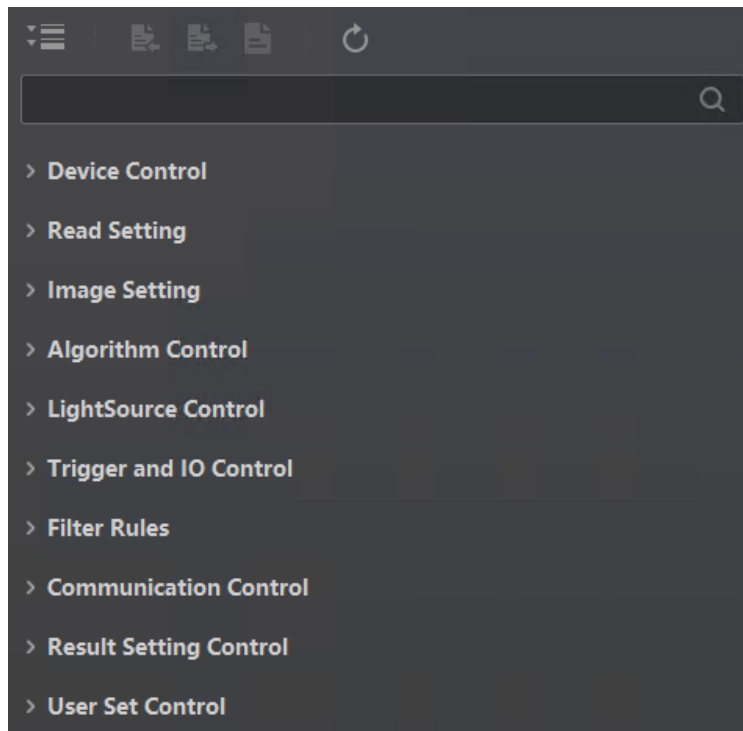 Device Control
Read Setting
Image Setting
Algorithm Control
LightSource Control
Trigger and IO Control
Filter Rules
Communication Control
Result Setting Control
User Set Control